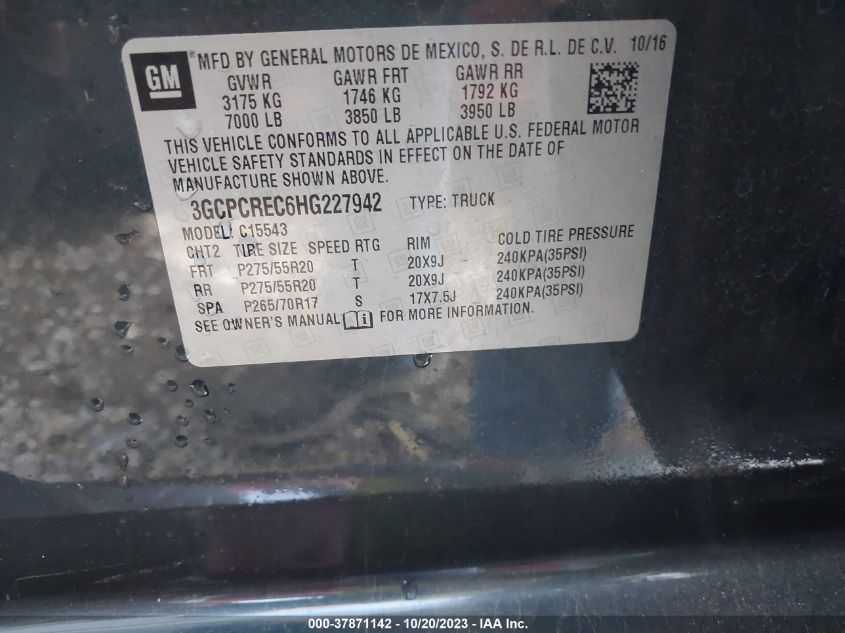 GM
MFD BY GENERAL MOTORS DE MEXICO, S. DE R.L. DE C.V. 10/16
GVWR GAWR FRT GAWR RR
3175 KG 1746 KG 1792 KG
7000 LB 3850 LB 3950 LB
THIS VEHICLE CONFORMS TO ALL APPLICABLE U.S. FEDERAL MOTOR
VEHICLE SAFETY STANDARDS IN EFFECT ON THE DATE OF
MANUFACTURE SHOWN ABOVE.
3GCPCREC6HG227942 TYPE: TRUCK
MODEL: C15543
CHT2 TIRE SIZE SPEED RTG RIM COLD TIRE PRESSURE
FRT P275/55R20 T 20X9J 240KPA(35PSI)
RR P275/55R20 T 20X9J 240KPA(35PSI)
SPA P265/70R17 S 17X7.5J 240KPA(35PSI)
SEE OWNER'S MANUAL FOR MORE INFORMATION.
000-37871142 - 10/20/2023 - www.iaai.com